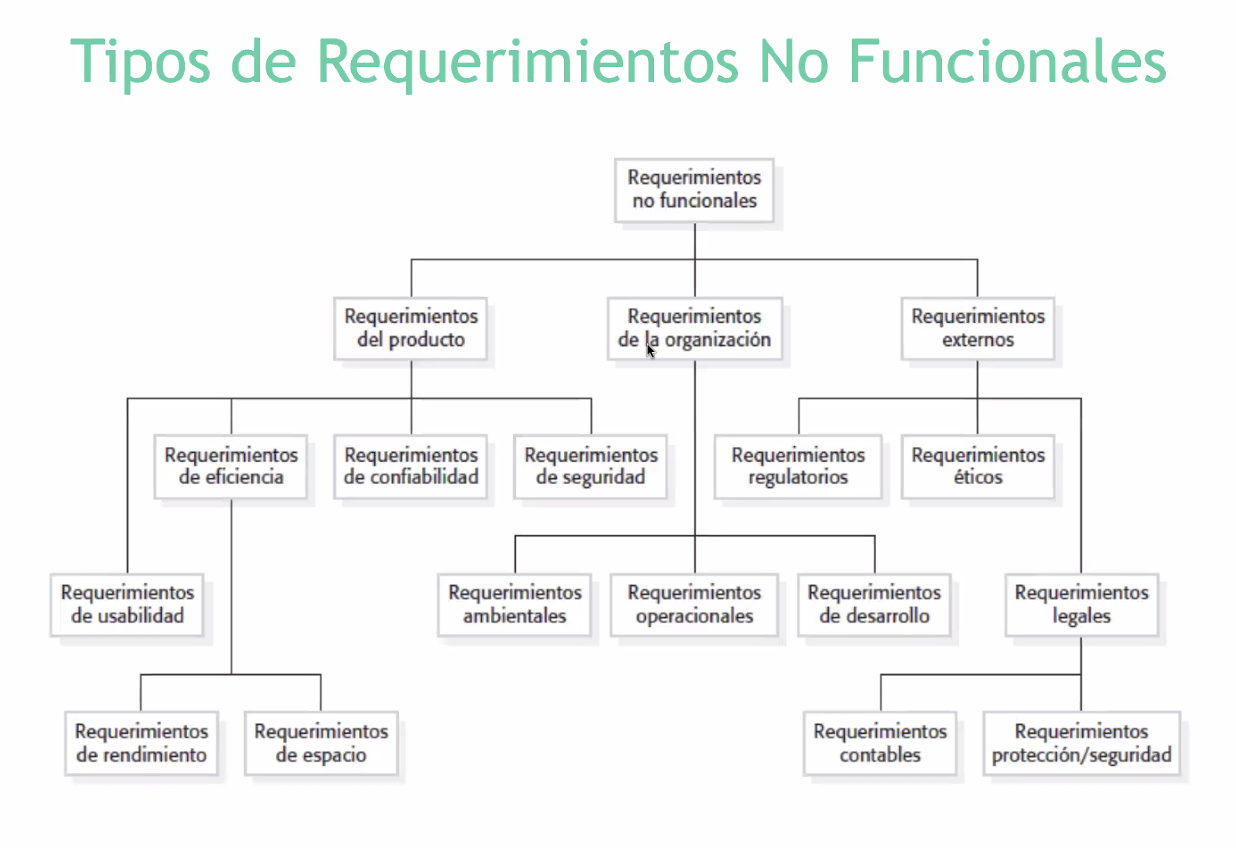 Tipos de Requerimientos No Funcionales
Requerimientos
no funcionales
Requerimientos
del producto
Requerimientos
de la organización
Requerimientos
externos
Requerimientos
de eficiencia
Requerimientos
de confiabilidad
Requerimientos
de seguridad
Requerimientos
regulatorios
Requerimientos
éticos
Requerimientos
de usabilidad
Requerimientos
ambientales
Requerimientos
operacionales
Requerimientos
de desarrollo
Requerimientos
legales
Requerimientos
de rendimiento
Requerimientos
de espacio
Requerimientos
contables
Requerimientos
protección/seguridad